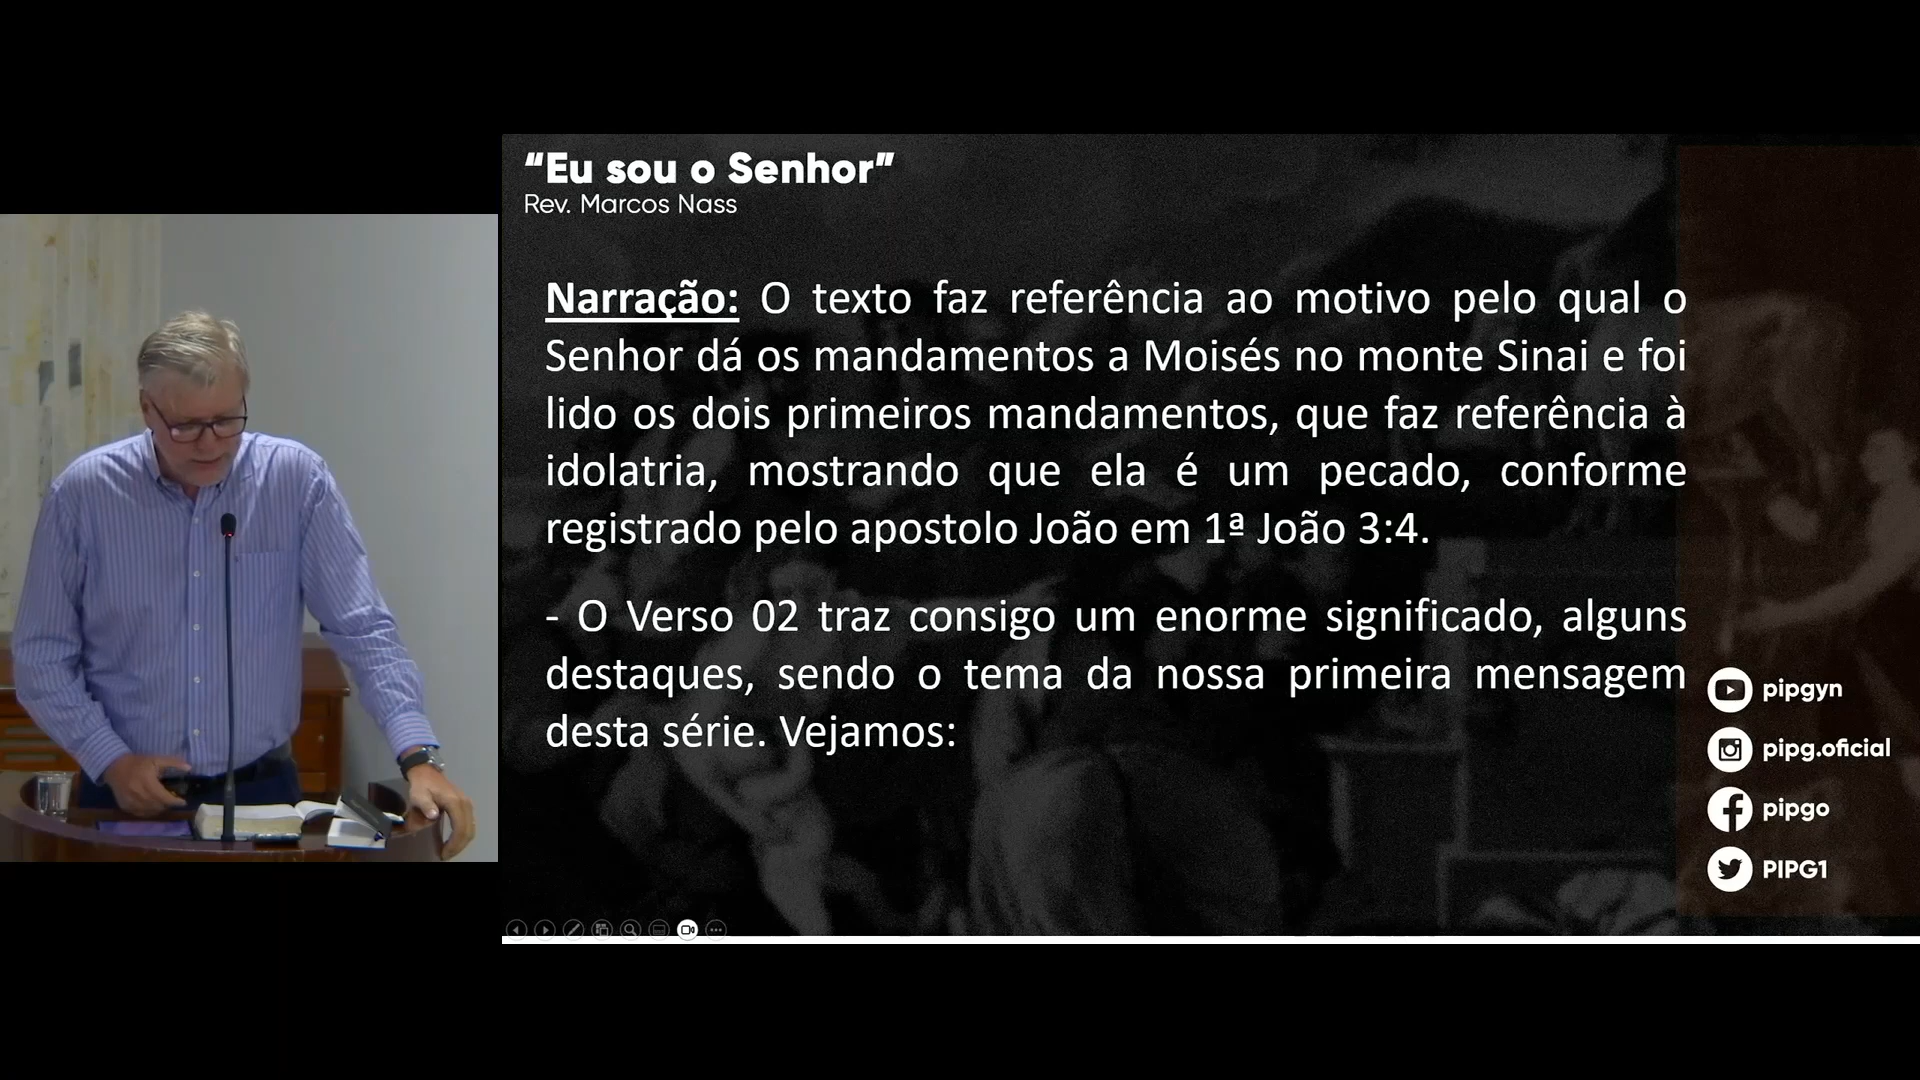 “Eu sou o Senhor”
Rev. Marcos Nass
Narração: O texto faz referência ao motivo pelo qual o
Senhor dá os mandamentos a Moisés no monte Sinai e foi
lido os dois primeiros mandamentos, que faz referência à
idolatria, mostrando que ela é um pecado, conforme
registrado pelo apostolo João em 1ª João 3:4.
- O Verso 02 traz consigo um enorme significado, alguns
destaques, sendo o tema da nossa primeira mensagem
desta série. Vejamos:
pipgyn
pipg.oficial
pipgo
PIPG1